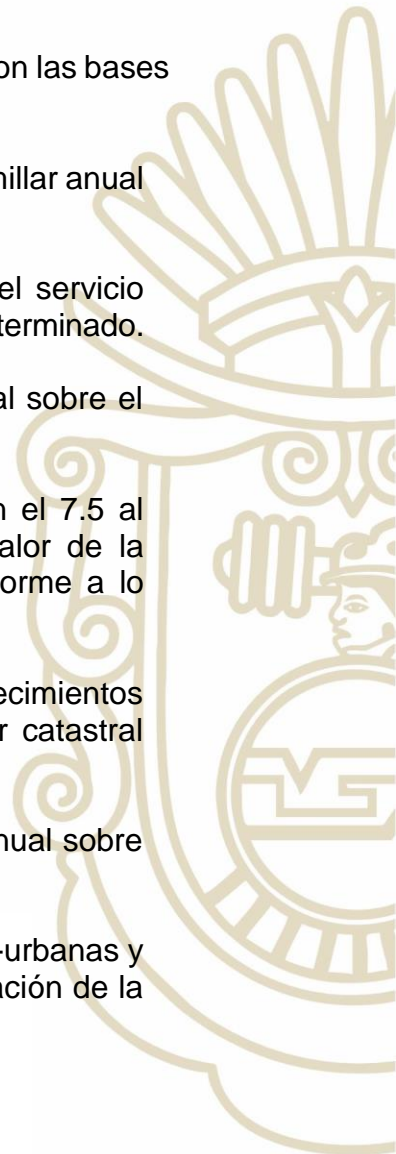 on las bases
nillar anual
el servicio
terminado.
al sobre el
n el 7.5 al
alor de la
orme a lo
ecimientos
r catastral
nual sobre
-urbanas y
ación de la